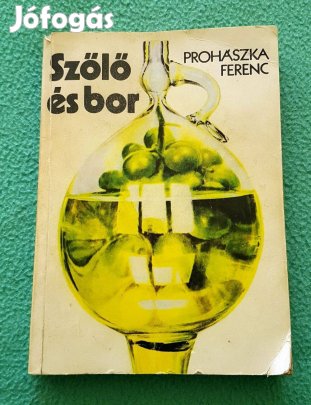 Jófogás
Szőlő
és bor
PROHÁSZKA
FERENC